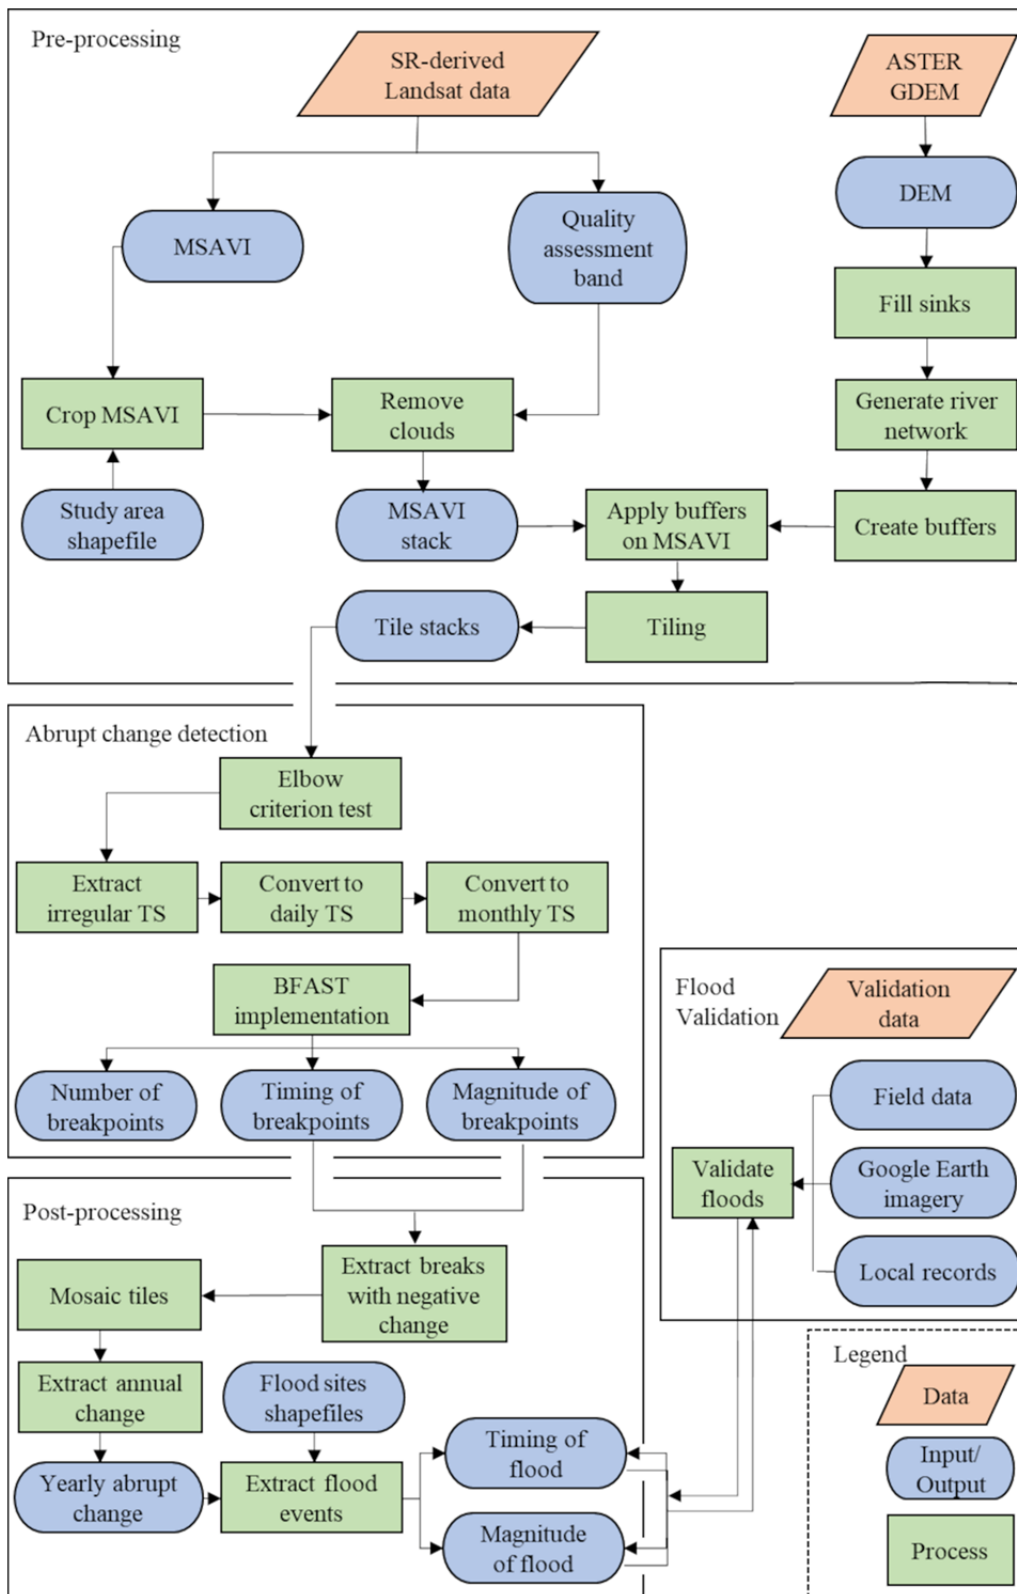 Pre-processing
SR-derived
Landsat data
ASTER
GDEM
DEM
MSAVI
Quality
assessment
band
Fill sinks
Crop MSAVI
Remove
clouds
Generate river
network
Study area
shapefile
MSAVI
stack
Apply buffers
on MSAVI
Create buffers
Tile stacks
Tiling
Abrupt change detection
Elbow
criterion test
Extract
irregular TS
Convert to
daily TS
Convert to
monthly TS
BFAST
implementation
Number of
breakpoints
Timing of
breakpoints
Magnitude of
breakpoints
Flood
Validation
Validation
data
Field data
Validate
floods
Google Earth
imagery
Local records
Post-processing
Mosaic tiles
Extract breaks
with negative
change
Extract annual
change
Flood sites
shapefiles
Timing of
flood
Yearly abrupt
change
Extract flood
events
Magnitude
of flood
Legend
Data
Input/
Output
Process